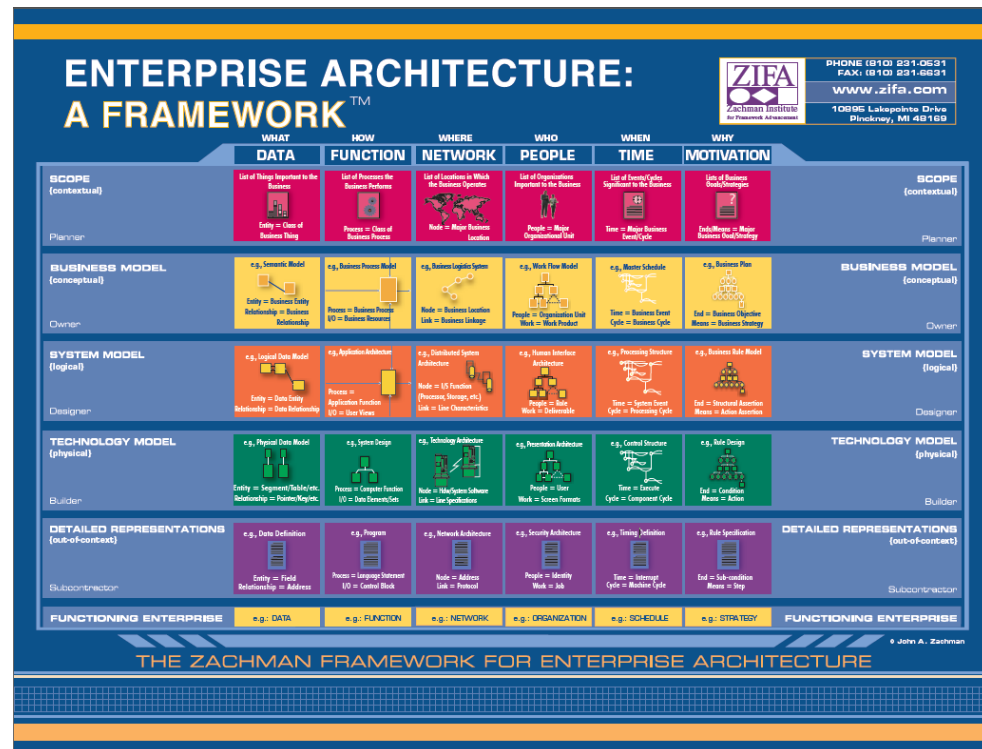 ENTERPRISE ARCHITECTURE:
A FRAMEWORK™
ZIFA
Zachman Institute
for Framework Advancement
PHONE (810) 231-0531
FAX: (810) 231-6631
www.zifa.com
10895 Lakepointe Drive
Pinckney, MI 48169
WHAT HOW WHERE WHO WHEN WHY
DATA FUNCTION NETWORK PEOPLE TIME MOTIVATION
SCOPE
(contextual)
Planner
List of Things Important to the
Business
Entity = Class of
Business Thing
List of Processes the
Business Performs
Process = Class of
Business Process
List of Locations in Which
the Business Operates
Node = Major Business
Location
List of Organizations
Important to the Business
People = Major
Organizational Unit
List of Events/Cycles
Significant to the Business
Time = Major Business
Event/Cycle
Lists of Business
Goals/Strategies
Ends/Means = Major
Business Goal/Strategy
SCOPE
(contextual)
Planner
BUSINESS MODEL
(conceptual)
Owner
e.g., Semantic Model
Entity = Business Entity
Relationship = Business
Relationship
e.g., Business Process Model
Process = Business Process
I/O = Business Resources
e.g., Business Logistics System
Node = Business Location
Link = Business Linkage
e.g., Work Flow Model
People = Organization Unit
Work = Work Product
e.g., Master Schedule
Time = Business Event
Cycle = Business Cycle
e.g., Business Plan
End = Business Objective
Means = Business Strategy
BUSINESS MODEL
(conceptual)
Owner
SYSTEM MODEL
(logical)
Designer
e.g., Logical Data Model
Entity = Data Entity
Relationship = Data Relationship
e.g., Application Architecture
Process =
Application Function
I/O = User Views
e.g., Distributed System
Architecture
Node = I/S Function
(Processor, Storage, etc.)
Link = Line Characteristics
e.g., Human Interface
Architecture
People = Role
Work = Deliverable
e.g., Processing Structure
Time = System Event
Cycle = Processing Cycle
e.g., Business Rule Model
End = Structural Assertion
Means = Action Assertion
SYSTEM MODEL
(logical)
Designer
TECHNOLOGY MODEL
(physical)
Builder
e.g., Physical Data Model
Entity = Segment/Table/etc.
Relationship = Pointer/Key/etc.
e.g., System Design
Process = Computer Function
I/O = Data Elements/Sets
e.g., Technology Architecture
Node = Hdw/System Software
Link = Line Specifications
e.g., Presentation Architecture
People = User
Work = Screen Formats
e.g., Control Structure
Time = Execute
Cycle = Component Cycle
e.g., Rule Design
End = Condition
Means = Action
TECHNOLOGY MODEL
(physical)
Builder
DETAILED REPRESENTATIONS
(out-of-context)
Subcontractor
e.g., Data Definition
Entity = Field
Relationship = Address
e.g., Program
Process = Language Statement
I/O = Control Block
e.g., Network Architecture
Node = Address
Link = Protocol
e.g., Security Architecture
People = Identity
Work = Job
e.g., Timing Definition
Time = Interrupt
Cycle = Machine Cycle
e.g., Rule Specification
End = Sub-condition
Means = Step
DETAILED REPRESENTATIONS
(out-of-context)
Subcontractor
FUNCTIONING ENTERPRISE
e.g.: DATA
e.g.: FUNCTION
e.g.: NETWORK
e.g.: ORGANIZATION
e.g.: SCHEDULE
e.g.: STRATEGY
FUNCTIONING ENTERPRISE
© John A. Zachman
THE ZACHMAN FRAMEWORK FOR ENTERPRISE ARCHITECTURE